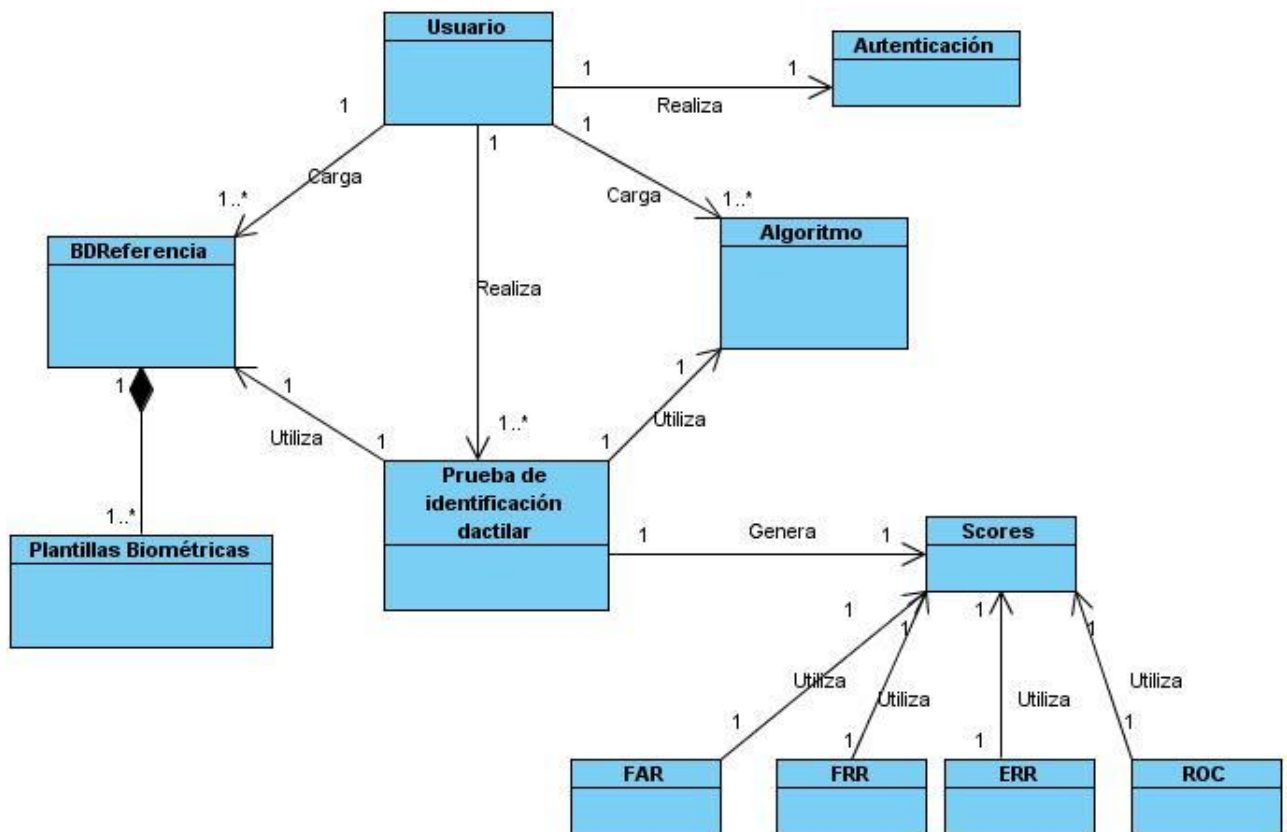 Usuario
Autenticación
1
1
Realiza
1
1
1
Carga
Carga
1..*
1..*
BDReferencia
Algoritmo
Realiza
1
1
1
Utiliza
1
1..*
1
Utiliza
Prueba de
identificación
dactilar
1..*
Plantillas Biométricas
1
Genera
1
Scores
1
1
1
1
Utiliza
Utiliza
Utiliza
Utiliza
1
1
1
1
FAR
FRR
ERR
ROC